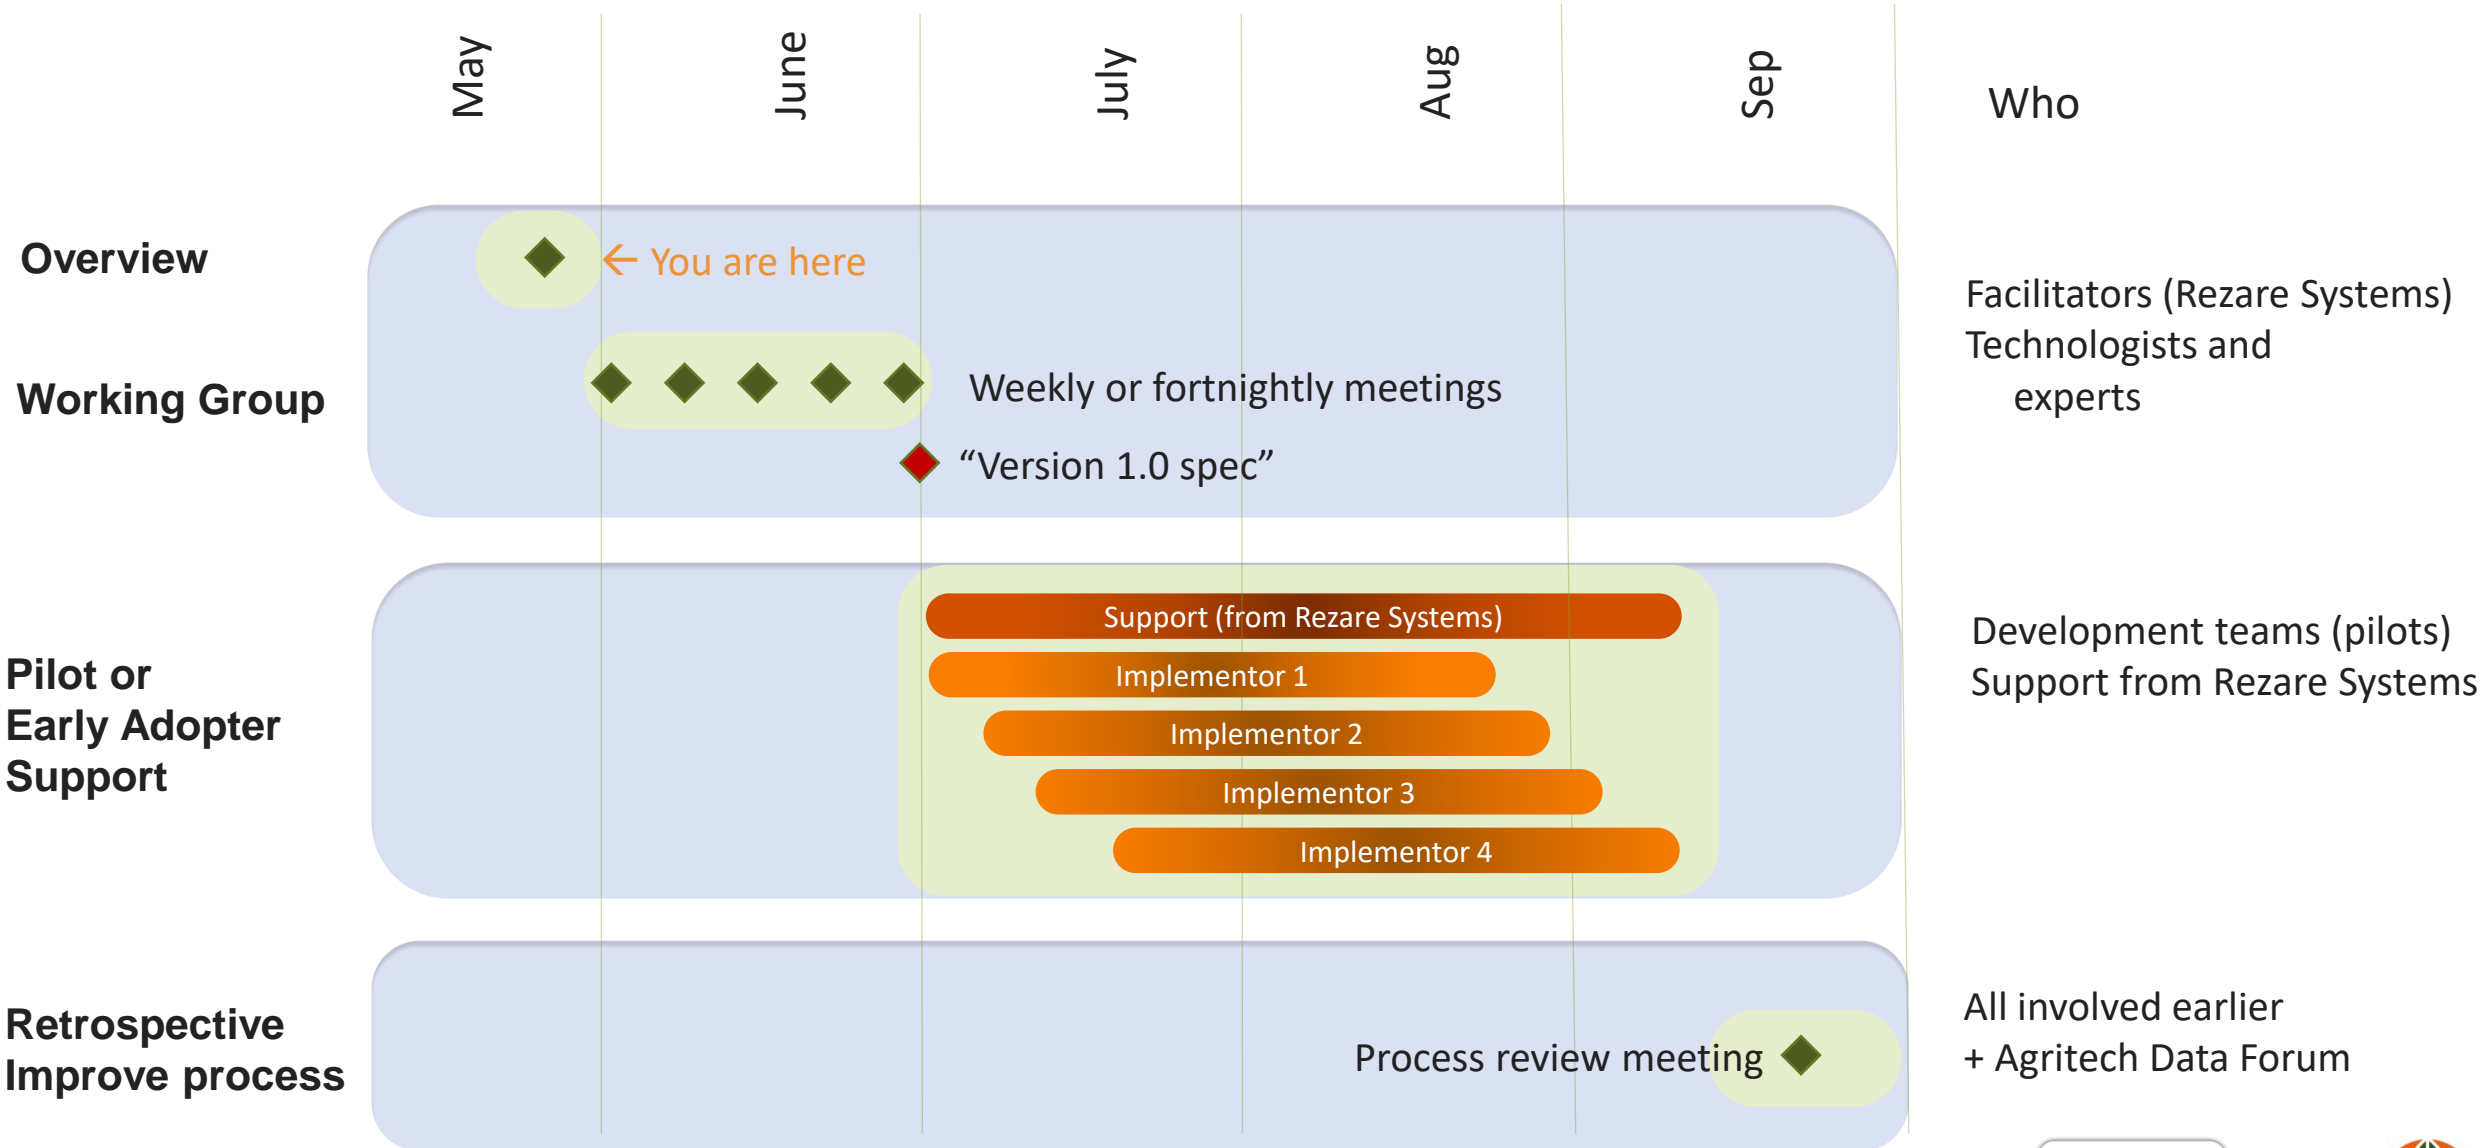 May
June
July
Aug
Sep
Who
Overview
← You are here
Facilitators (Rezare Systems)
Technologists and
experts
Working Group
Weekly or fortnightly meetings
“Version 1.0 spec”
Pilot or
Early Adopter
Support
Support (from Rezare Systems)
Implementor 1
Implementor 2
Implementor 3
Implementor 4
Development teams (pilots)
Support from Rezare Systems
Retrospective
Improve process
Process review meeting
All involved earlier
+ Agritech Data Forum